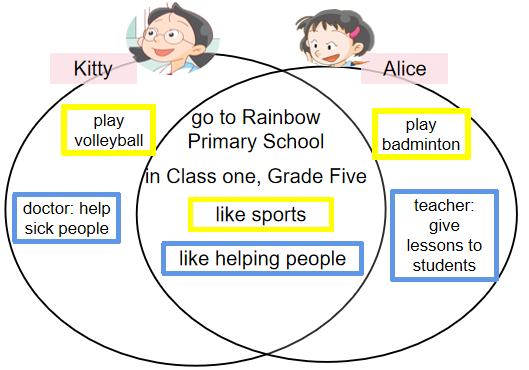 Kitty
Alice
play
volleyball
go to Rainbow
Primary School
play
badminton
in Class one, Grade Five
like sports
doctor: help
sick people
teacher:
give
lessons to
students
like helping people